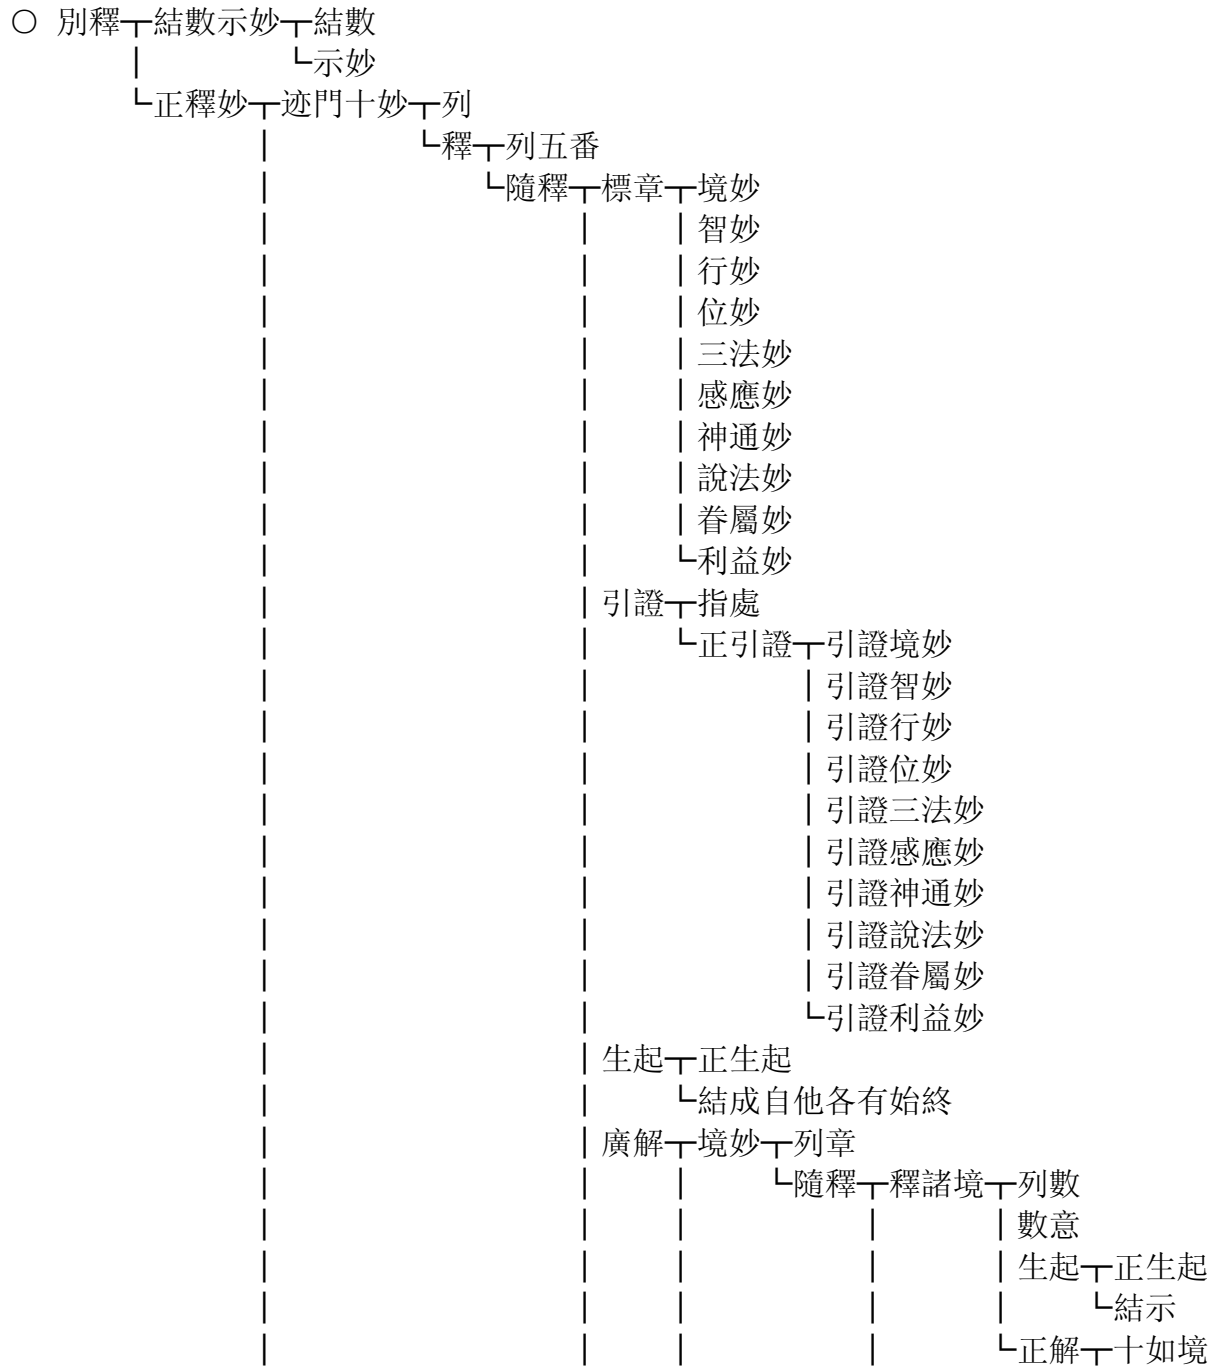 ○ 別釋┬結數示妙┬結數
│ └示妙
└正釋妙┬迹門十妙┬列
│ └釋┬列五番
│ └隨釋┬標章┬境妙
│ │ │智妙
│ │ │行妙
│ │ │位妙
│ │ │三法妙
│ │ │感應妙
│ │ │神通妙
│ │ │說法妙
│ │ │眷屬妙
│ │ └利益妙
│ │引證┬指處
│ │ └正引證┬引證境妙
│ │ │引證智妙
│ │ │引證行妙
│ │ │引證位妙
│ │ │引證三法妙
│ │ │引證感應妙
│ │ │引證神通妙
│ │ │引證說法妙
│ │ │引證眷屬妙
│ │ └引證利益妙
│ │生起┬正生起
│ │ └結成自他各有始終
│ │廣解┬境妙┬列章
│ │ │ └隨釋┬釋諸境┬列數
│ │ │ │ │數意
│ │ │ │ │生起┬正生起
│ │ │ │ │ └結示
│ │ │ │ └正解┬十如境